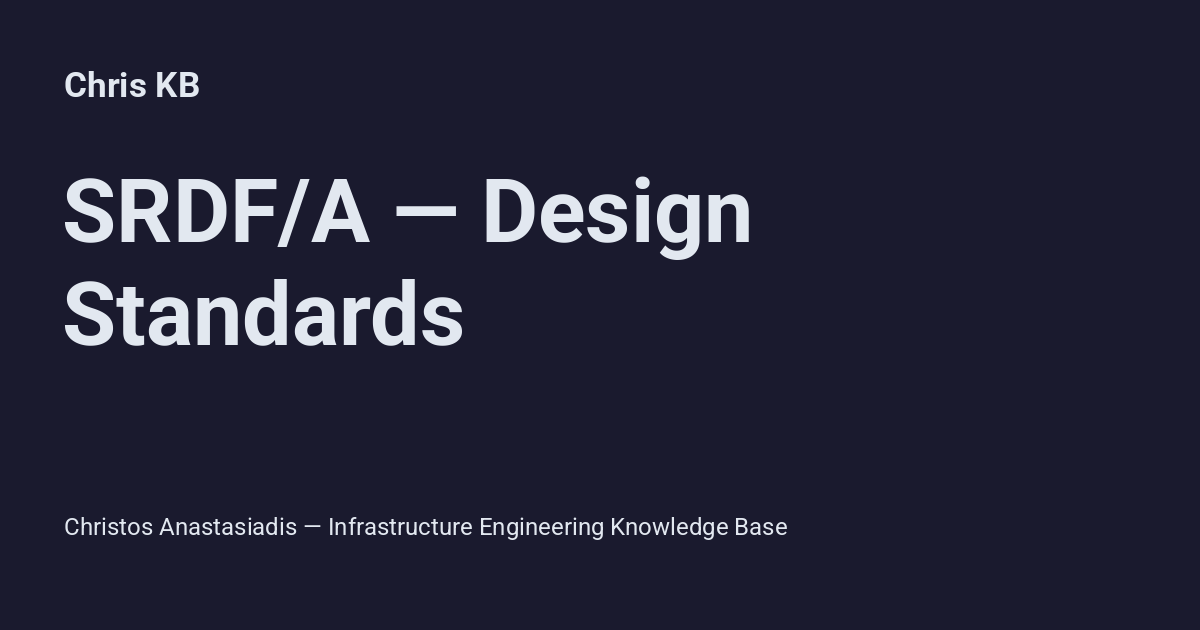 Chris KB
SRDF/A — Design
Standards
Christos Anastasiadis — Infrastructure Engineering Knowledge Base